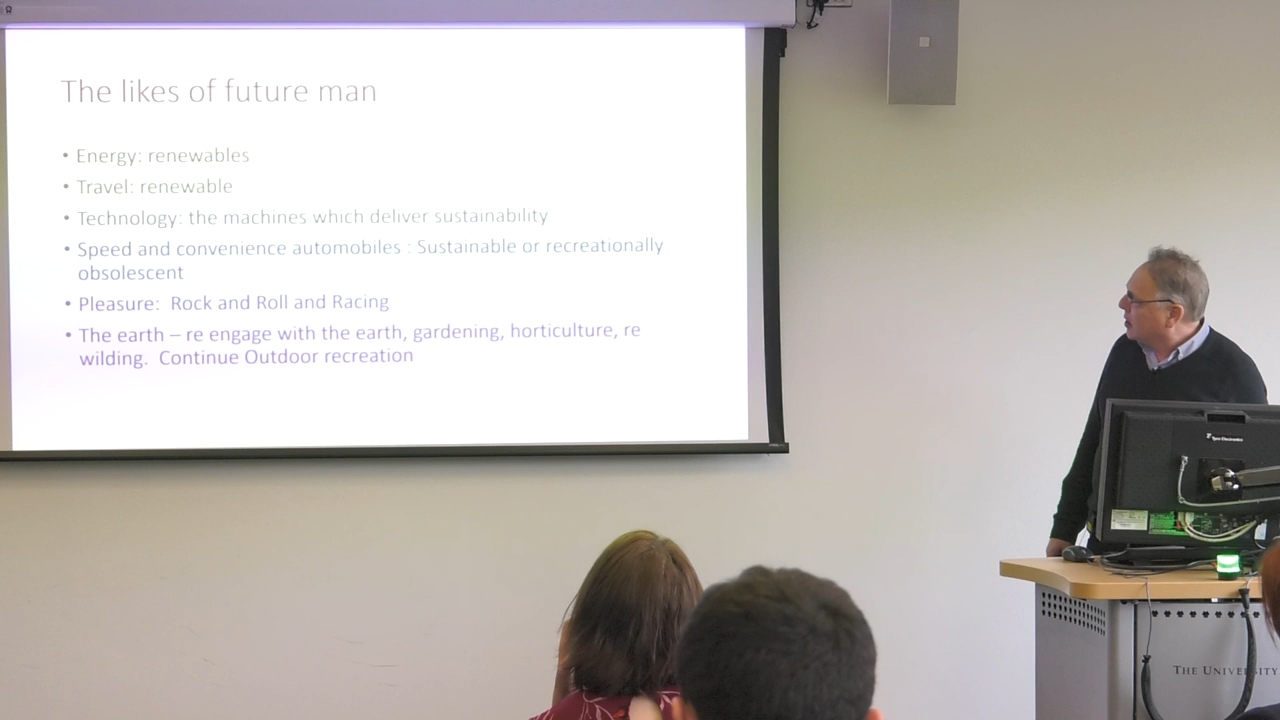 The likes of future man
• Energy: renewables
• Travel: renewable
• Technology: the machines which deliver sustainability
• Speed and convenience automobiles : Sustainable or recreationally
obsolescent
• Pleasure: Rock and Roll and Racing
• The earth – re engage with the earth, gardening, horticulture, re
wilding. Continue Outdoor recreation
Tyco Electronics
THE UNIVERSITY